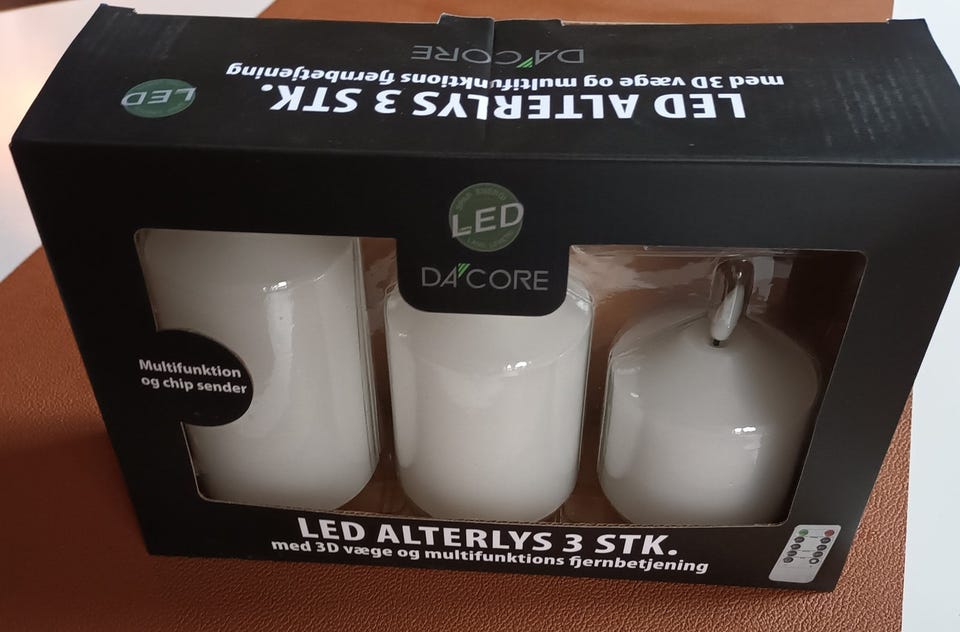 DA'CORE
med 3D væge og multifunktions fjernbetjening
LED ALTERLYS 3 STK.
LED
LED
DA'CORE
Multifunktion
og chip sender
LED ALTERLYS 3 STK.
med 3D væge og multifunktions fjernbetjening